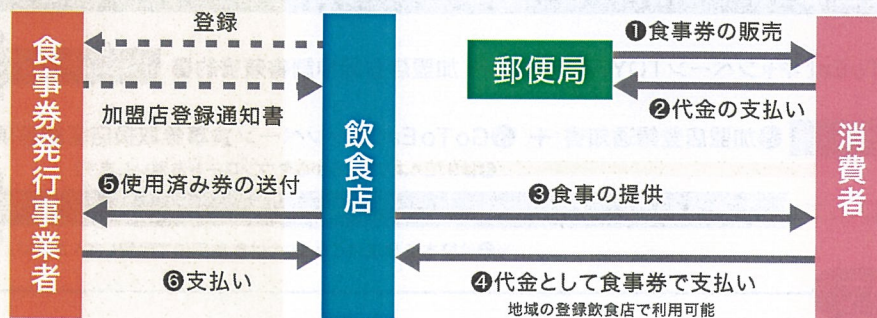 食事券発行事業者
登録
加盟店登録通知書
❺使用済み券の送付
❻支払い
飲食店
郵便局
❶食事券の販売
❷代金の支払い
❸食事の提供
❹代金として食事券で支払い
地域の登録飲食店で利用可能
消費者